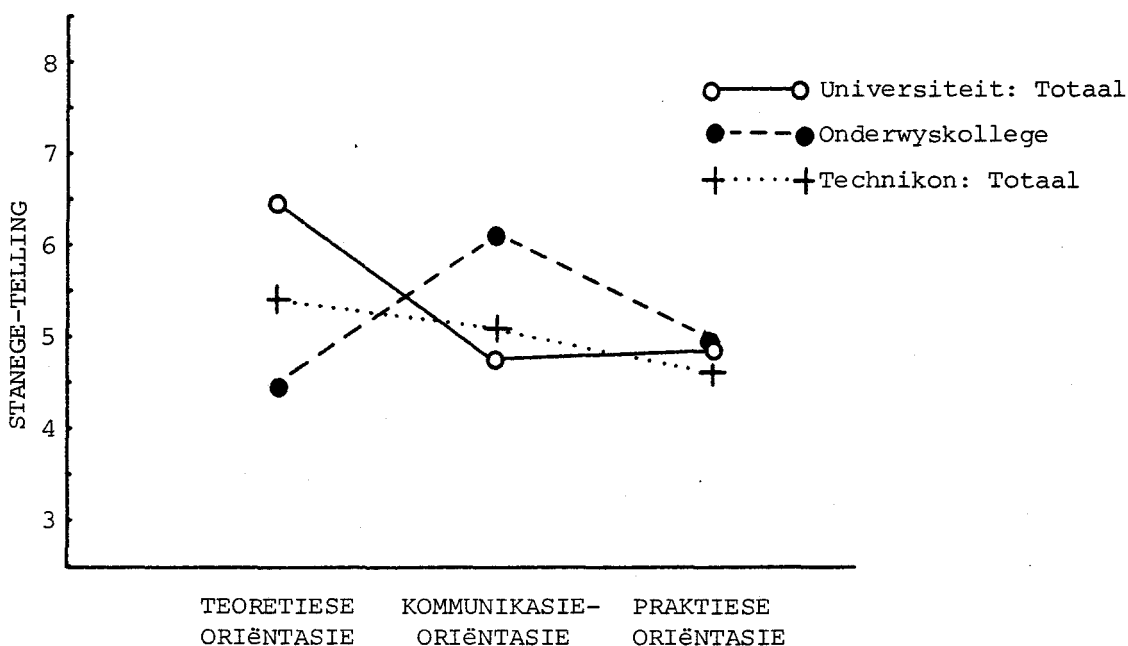 8
7
6
5
4
3
STANEGE-TELLING
Universiteit: Totaal
Onderwyskollege
Technikon: Totaal
TEORETIESE KOMMUNIKASIE- PRAKTIESE
ORIëNTASIE ORIëNTASIE ORIëNTASIE